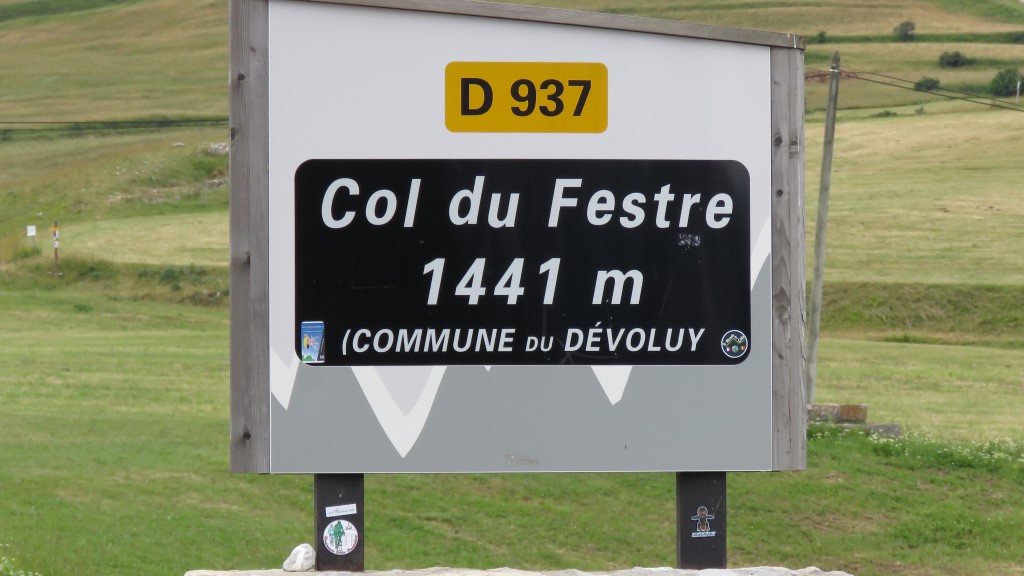 D 937
Col du Festre
1441 m
(COMMUNE DU DÉVOLUY